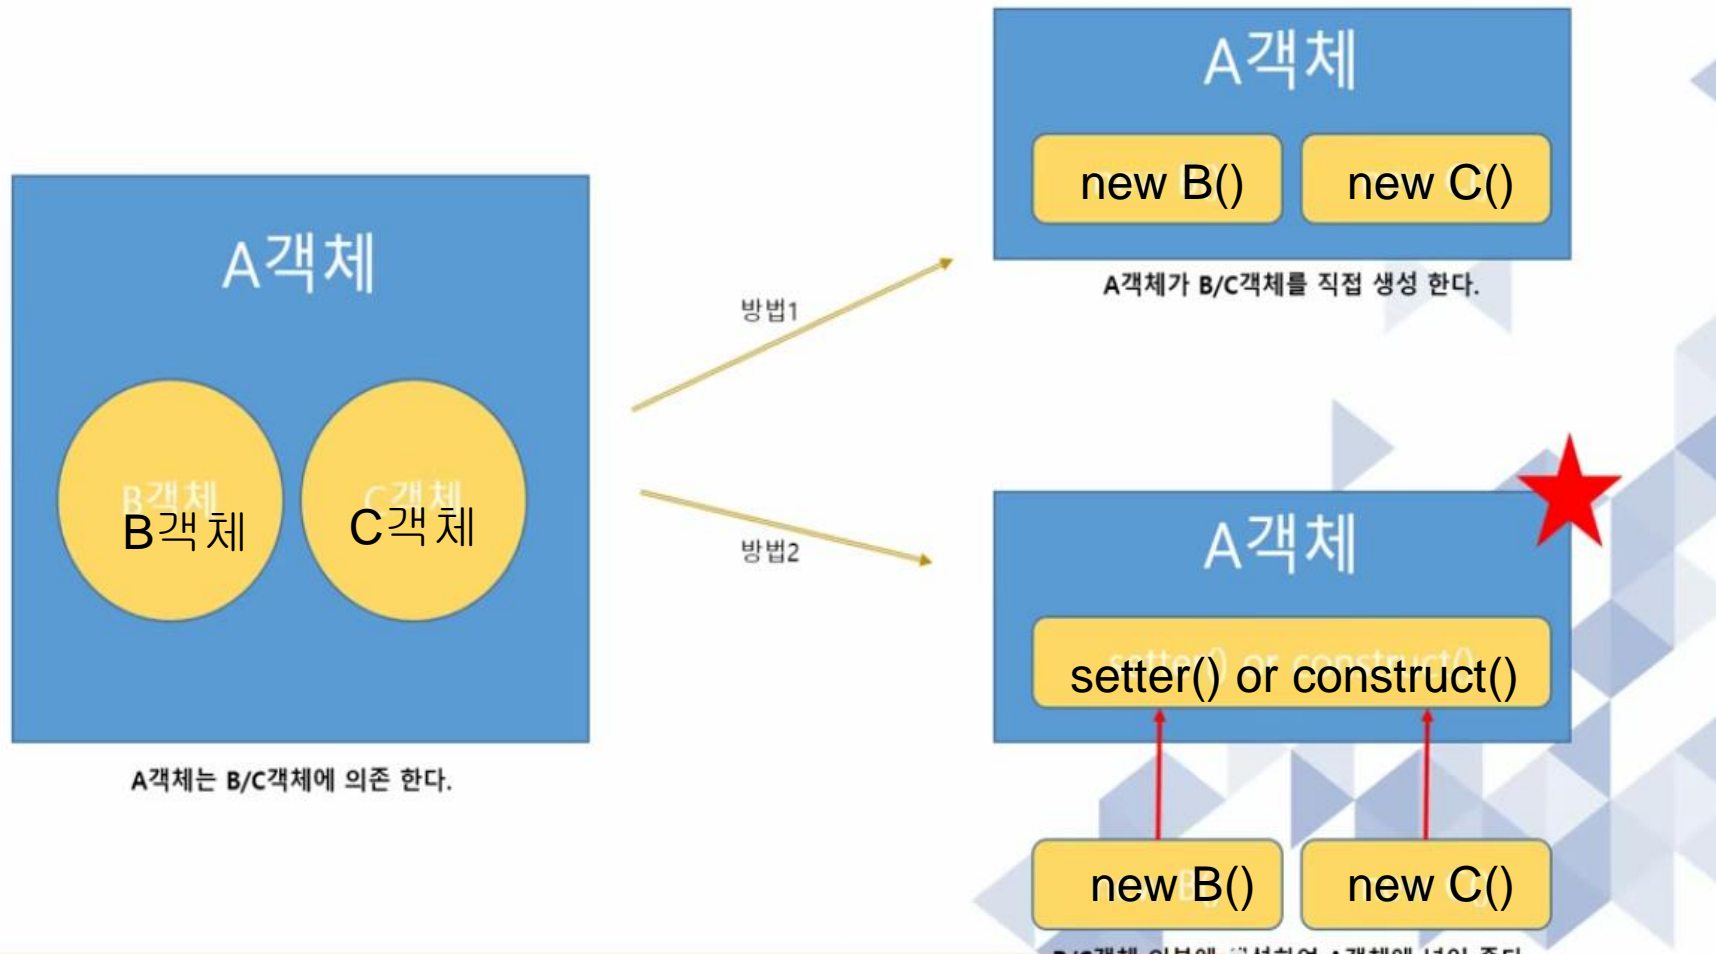 A객체
B객체
C객체
A객체는 B/C객체에 의존 한다.
방법1
방법2
A객체
new B()
new C()
A객체가 B/C객체를 직접 생성 한다.
A객체
setter() or construct()
new B()
new C()